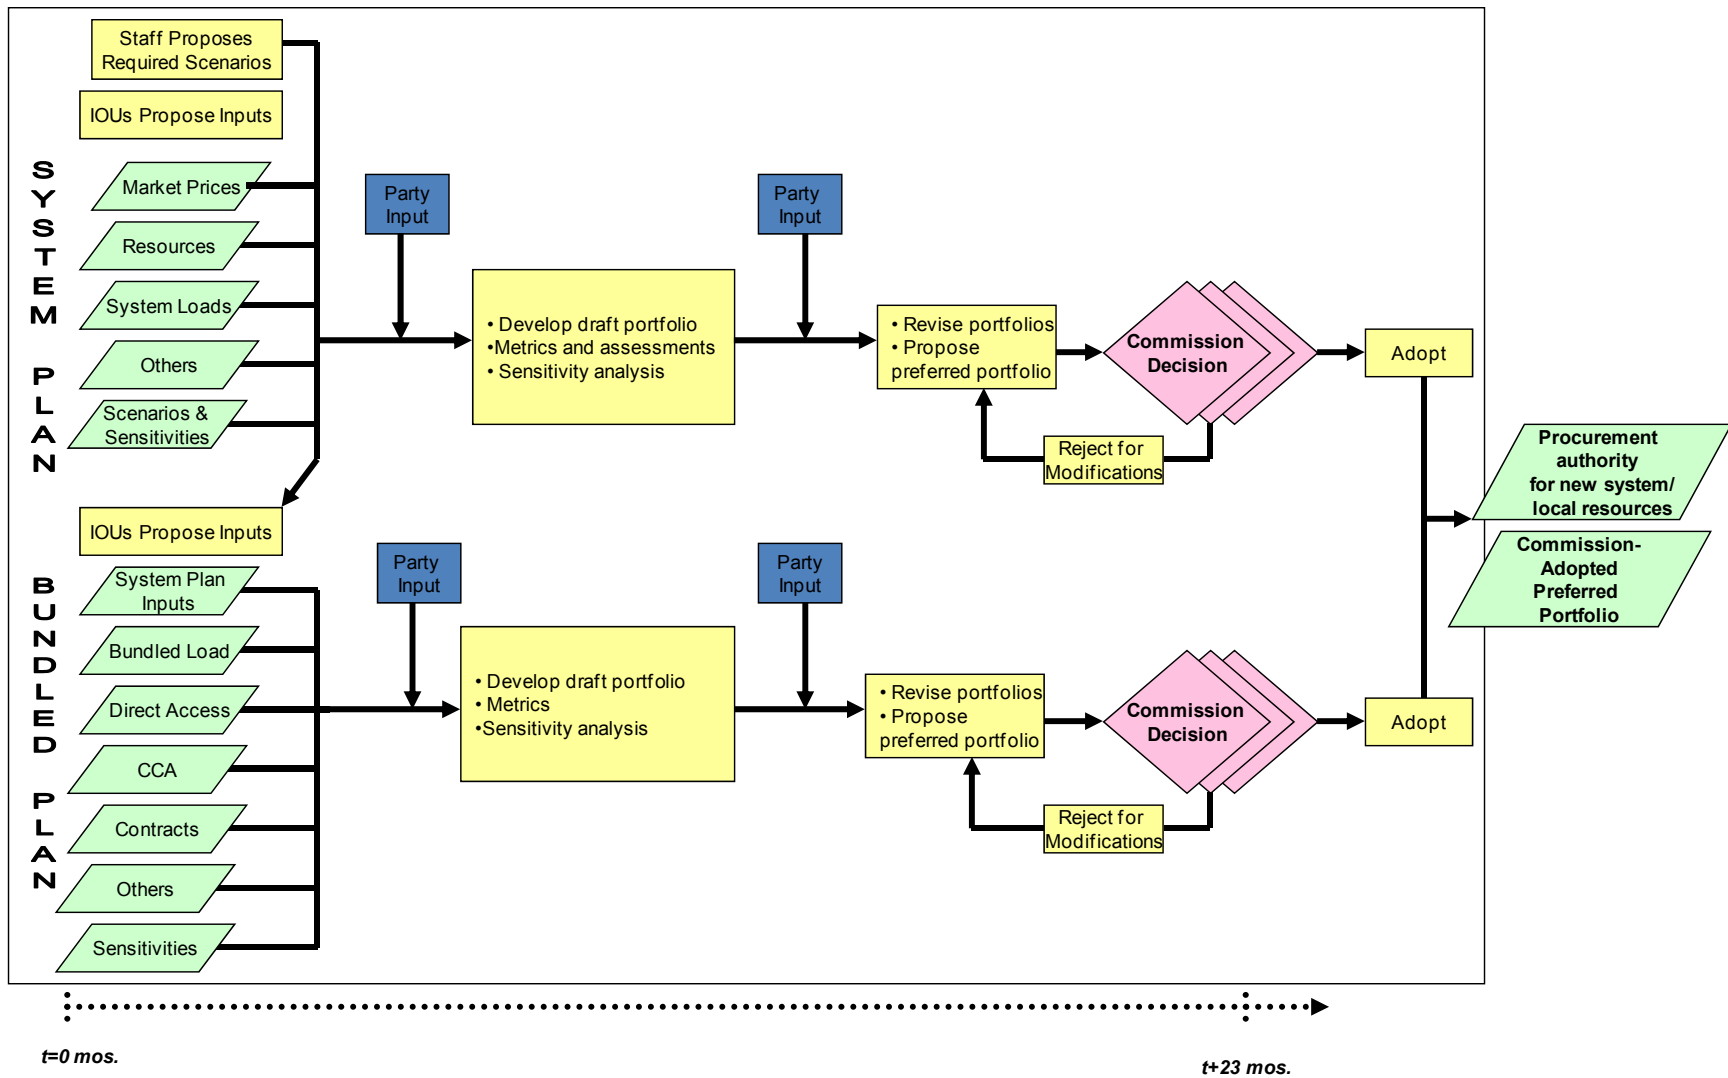 SYSTEM PLAN
Staff Proposes
Required Scenarios
IOUs Propose Inputs
Market Prices
Resources
System Loads
Others
Scenarios &
Sensitivities
Party
Input
• Develop draft portfolio
•Metrics and assessments
• Sensitivity analysis
Party
Input
• Revise portfolios
• Propose
preferred portfolio
Commission
Decision
Reject for
Modifications
Adopt
BUNDLED PLAN
IOUs Propose Inputs
System Plan
Inputs
Bundled Load
Direct Access
CCA
Contracts
Others
Sensitivities
Party
Input
• Develop draft portfolio
• Metrics
•Sensitivity analysis
Party
Input
• Revise portfolios
• Propose
preferred portfolio
Commission
Decision
Reject for
Modifications
Adopt
Procurement
authority
for new system/
local resources
Commission-
Adopted
Preferred
Portfolio
t=0 mos.
t+23 mos.